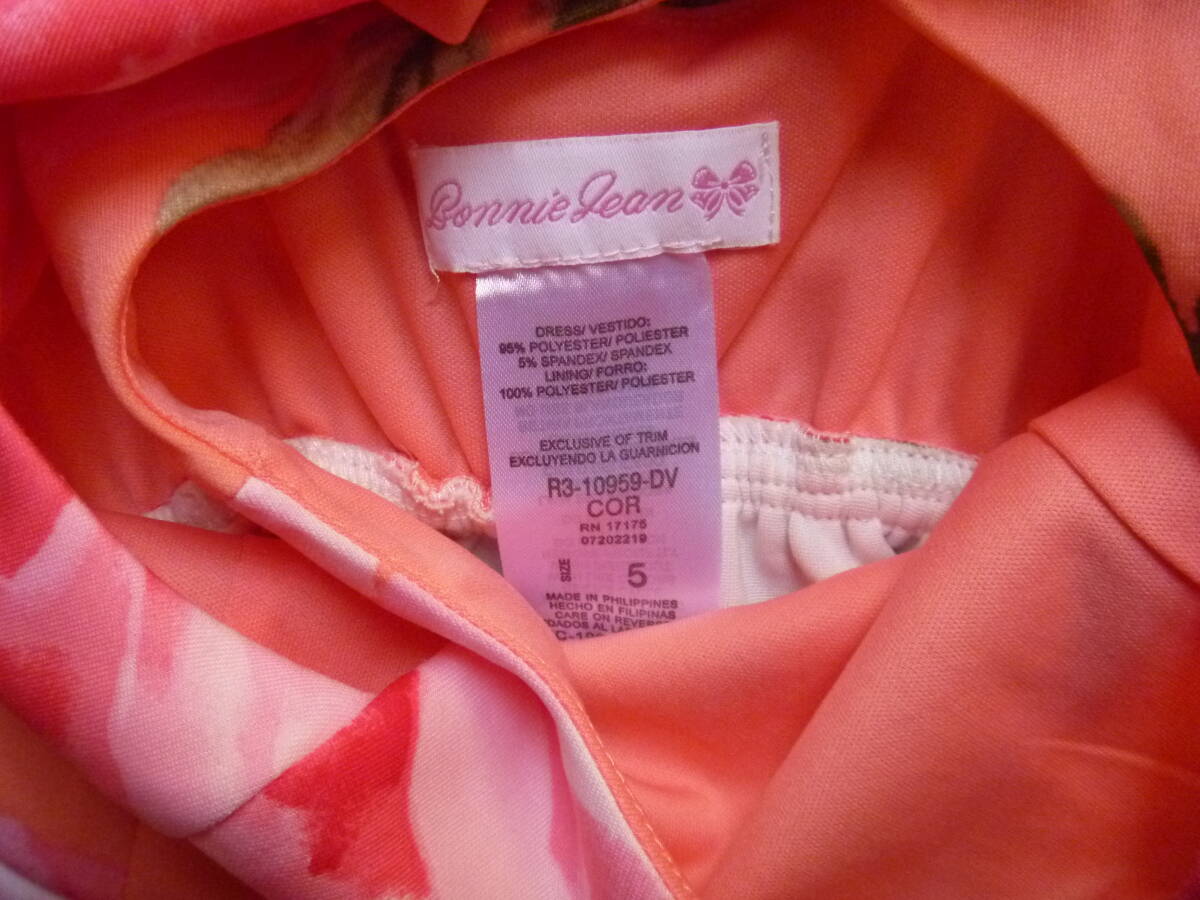 Bonnie Jean
DRESS/ VESTIDO:
95% POLYESTER/ POLIESTER
5% SPANDEX/ SPANDEX
LINING/ FORRO:
100% POLYESTER/ POLIESTER
EXCLUSIVE OF TRIM
EXCLUYENDO LA GUARNICION
R3-10959-DV
COR
RN 17175
07202219
SIZE 5
MADE IN PHILIPPINES
HECHO EN FILIPINAS
CARE ON REVERSE